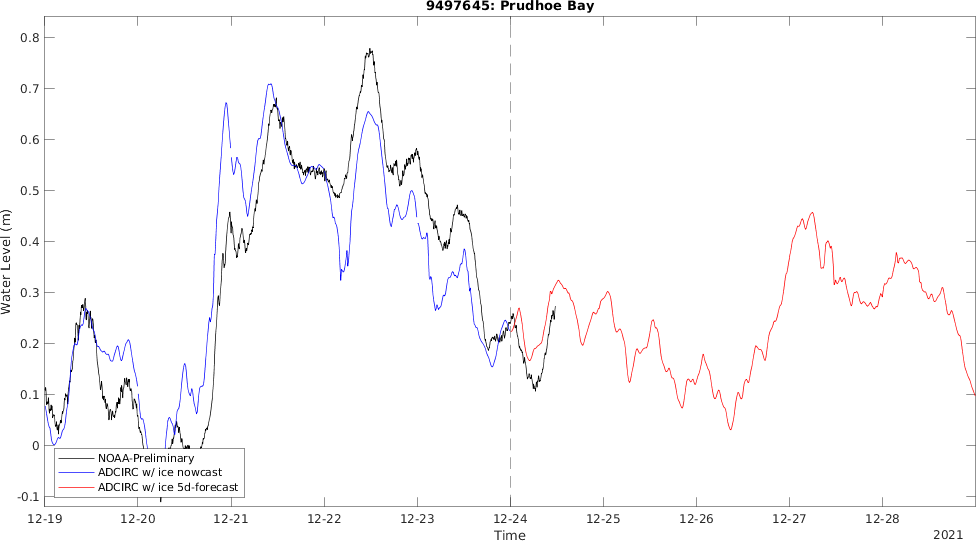 9497645: Prudhoe Bay
0.8
0.7
0.6
0.5
0.4
0.3
0.2
0.1
0
-0.1
Water Level (m)
NOAA-Preliminary
ADCIRC w/ ice nowcast
ADCIRC w/ ice 5d-forecast
12-19 12-20 12-21 12-22 12-23 12-24 12-25 12-26 12-27 12-28
Time
2021